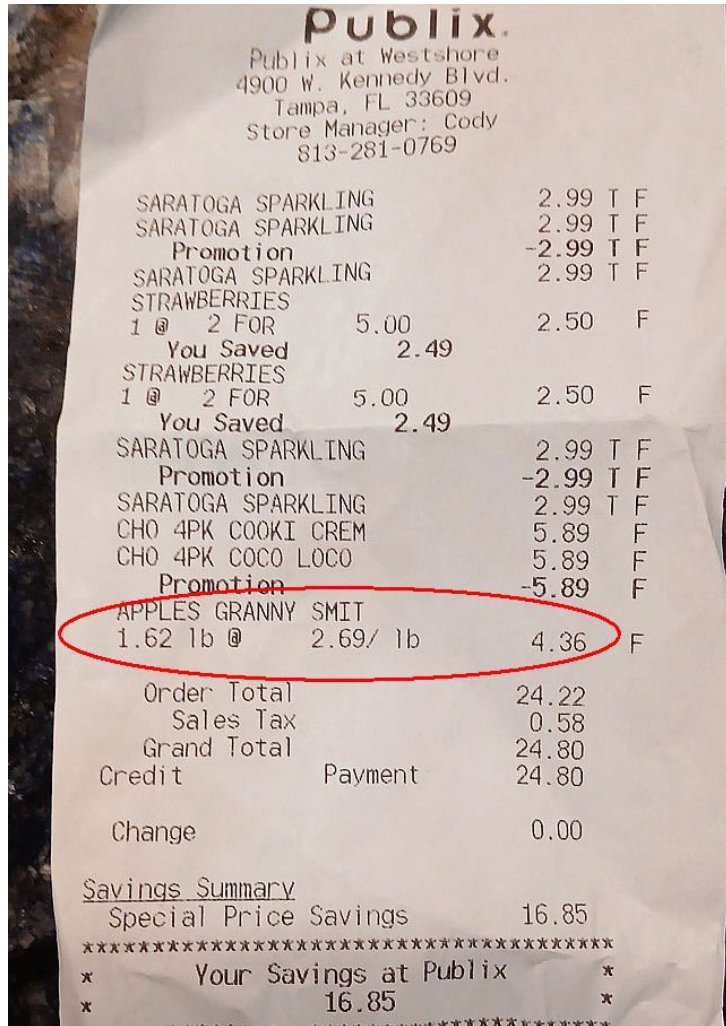 Publix.
Publix at Westshore
4900 W. Kennedy Blvd.
Tampa, FL 33609
Store Manager: Cody
813-281-0769
SARATOGA SPARKLING 2.99 T F
SARATOGA SPARKLING 2.99 T F
Promotion -2.99 T F
SARATOGA SPARKLING 2.99 T F
STRAWBERRIES
1 @ 2 FOR 5.00 2.50 F
You Saved 2.49
STRAWBERRIES
1 @ 2 FOR 5.00 2.50 F
You Saved 2.49
SARATOGA SPARKLING 2.99 T F
Promotion -2.99 T F
SARATOGA SPARKLING 2.99 T F
CHO 4PK COOKI CREM 5.89 F
CHO 4PK COCO LOCO 5.89 F
Promotion -5.89 F
APPLES GRANNY SMIT
1.62 lb @ 2.69/ lb 4.36 F
Order Total 24.22
Sales Tax 0.58
Grand Total 24.80
Credit Payment 24.80
Change 0.00
Savings Summary
Special Price Savings 16.85
**************************************
* Your Savings at Publix *
* 16.85 *
**************************************